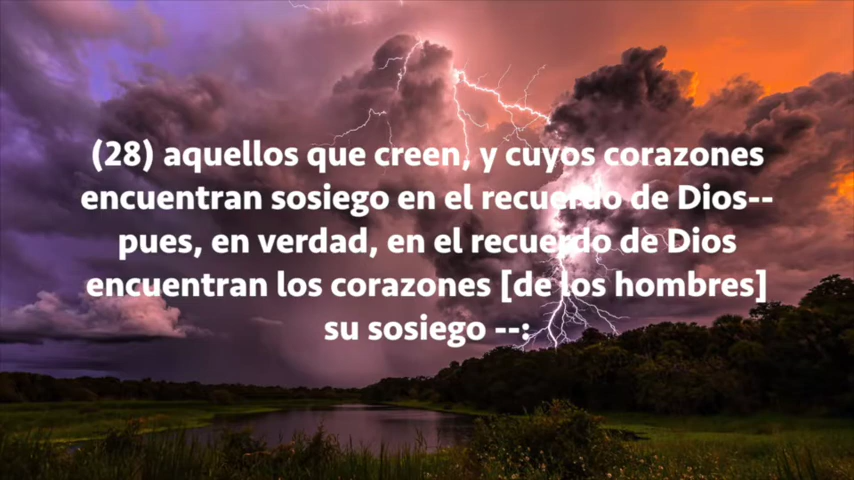 (28) aquellos que creen, y cuyos corazones
encuentran sosiego en el recuerdo de Dios--
pues, en verdad, en el recuerdo de Dios
encuentran los corazones [de los hombres]
su sosiego --: